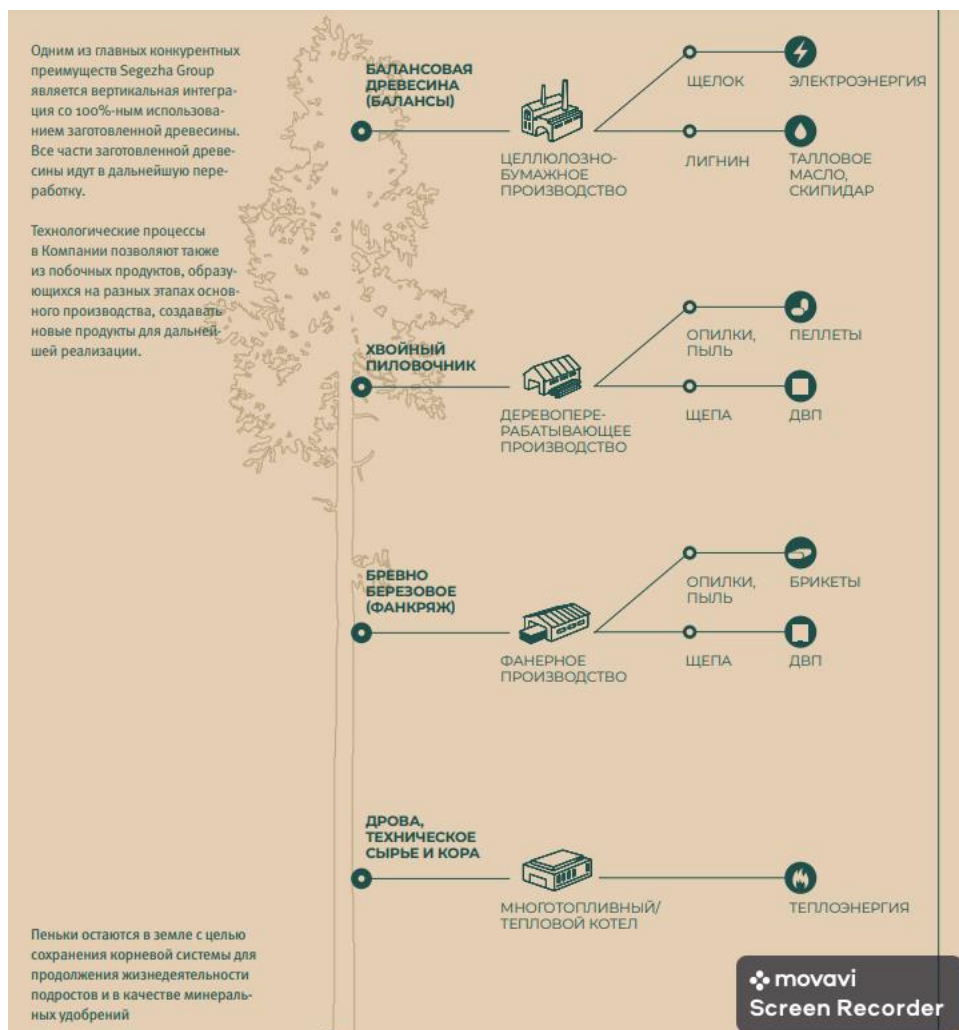 Одним из главных конкурентных
преимуществ Segezha Group
является вертикальная интегра-
ция со 100%-ным использова-
нием заготовленной древесины.
Все части заготовленной древе-
сины идут в дальнейшую пере-
работку.
Технологические процессы
в Компании позволяют также
из побочных продуктов, образу-
ющихся на разных этапах основ-
ного производства, создавать
новые продукты для дальней-
шей реализации.
БАЛАНСОВАЯ
ДРЕВЕСИНА
(БАЛАНСЫ)
ЦЕЛЛЮЛОЗНО-
БУМАЖНОЕ
ПРОИЗВОДСТВО
ЩЕЛОК
ЭЛЕКТРОЭНЕРГИЯ
ЛИГНИН
ТАЛЛОВОЕ
МАСЛО,
СКИПИДАР
ХВОЙНЫЙ
ПИЛОВОЧНИК
ДЕРЕВОПЕРЕ-
РАБАТЫВАЮЩЕЕ
ПРОИЗВОДСТВО
ОПИЛКИ,
ПЫЛЬ
ПЕЛЛЕТЫ
ЩЕПА
ДВП
БРЕВНО
БЕРЕЗОВОЕ
(ФАНКРЯЖ)
ФАНЕРНОЕ
ПРОИЗВОДСТВО
ОПИЛКИ,
ПЫЛЬ
БРИКЕТЫ
ЩЕПА
ДВП
ДРОВА,
ТЕХНИЧЕСКОЕ
СЫРЬЕ И КОРА
МНОГОТОПЛИВНЫЙ/
ТЕПЛОВОЙ КОТЕЛ
ТЕПЛОЭНЕРГИЯ
Пеньки остаются в земле с целью
сохранения корневой системы для
продолжения жизнедеятельности
подростов и в качестве минераль-
ных удобрений
movavi
Screen Recorder